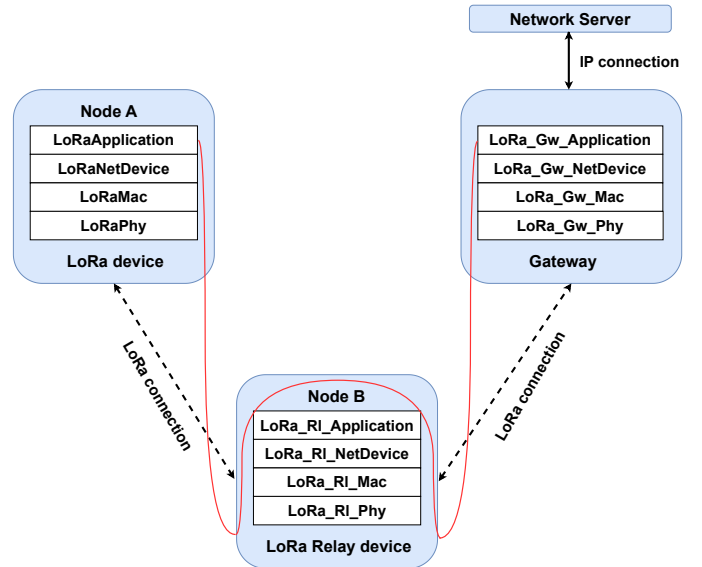 Network Server
IP connection
Node A
LoRaApplication
LoRaNetDevice
LoRaMac
LoRaPhy
LoRa device
LoRa_Gw_Application
LoRa_Gw_NetDevice
LoRa_Gw_Mac
LoRa_Gw_Phy
Gateway
LoRa connection
LoRa connection
Node B
LoRa_Rl_Application
LoRa_Rl_NetDevice
LoRa_Rl_Mac
LoRa_Rl_Phy
LoRa Relay device